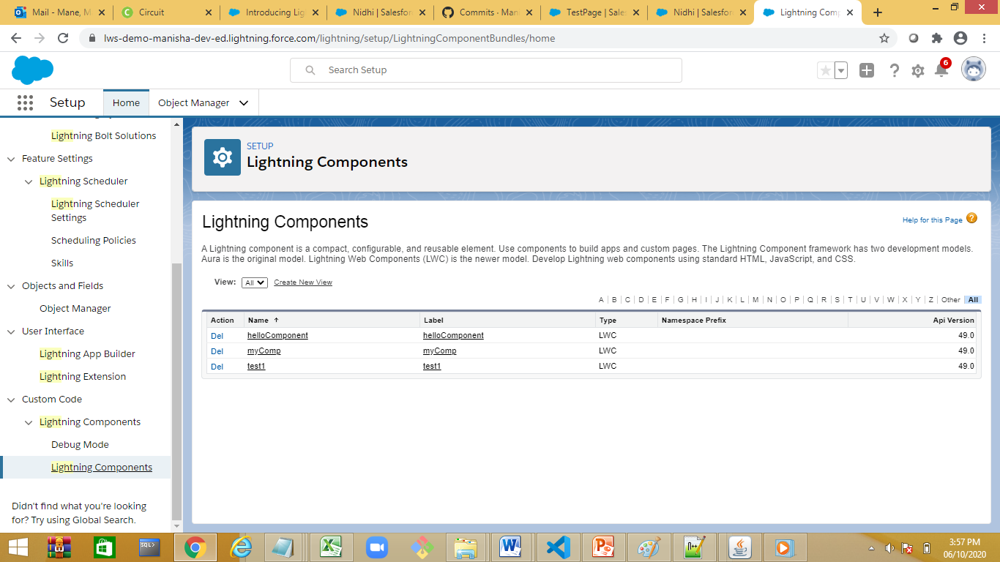 Mail - Mane, M
Circuit
Introducing Lig
Nidhi | Salesfor
Commits · Man
TestPage | Sale
Nidhi | Salesfor
Lightning Comp
lws-demo-manisha-dev-ed.lightning.force.com/lightning/setup/LightningComponentBundles/home
Search Setup
6
Setup
Home
Object Manager
Lightning Bolt Solutions
Feature Settings
Lightning Scheduler
Lightning Scheduler
Settings
Scheduling Policies
Skills
Objects and Fields
Object Manager
User Interface
Lightning App Builder
Lightning Extension
Custom Code
Lightning Components
Debug Mode
Lightning Components
Didn't find what you're looking
for? Try using Global Search.
SETUP
Lightning Components
Lightning Components
Help for this Page ?
A Lightning component is a compact, configurable, and reusable element. Use components to build apps and custom pages. The Lightning Component framework has two development models.
Aura is the original model. Lightning Web Components (LWC) is the newer model. Develop Lightning web components using standard HTML, JavaScript, and CSS.
View: All Create New View
A | B | C | D | E | F | G | H | I | J | K | L | M | N | O | P | Q | R | S | T | U | V | W | X | Y | Z | Other | All
Action Name ↑ Label Type Namespace Prefix Api Version
Del helloComponent helloComponent LWC 49.0
Del myComp myComp LWC 49.0
Del test1 test1 LWC 49.0
SQL>
3:57 PM
06/10/2020